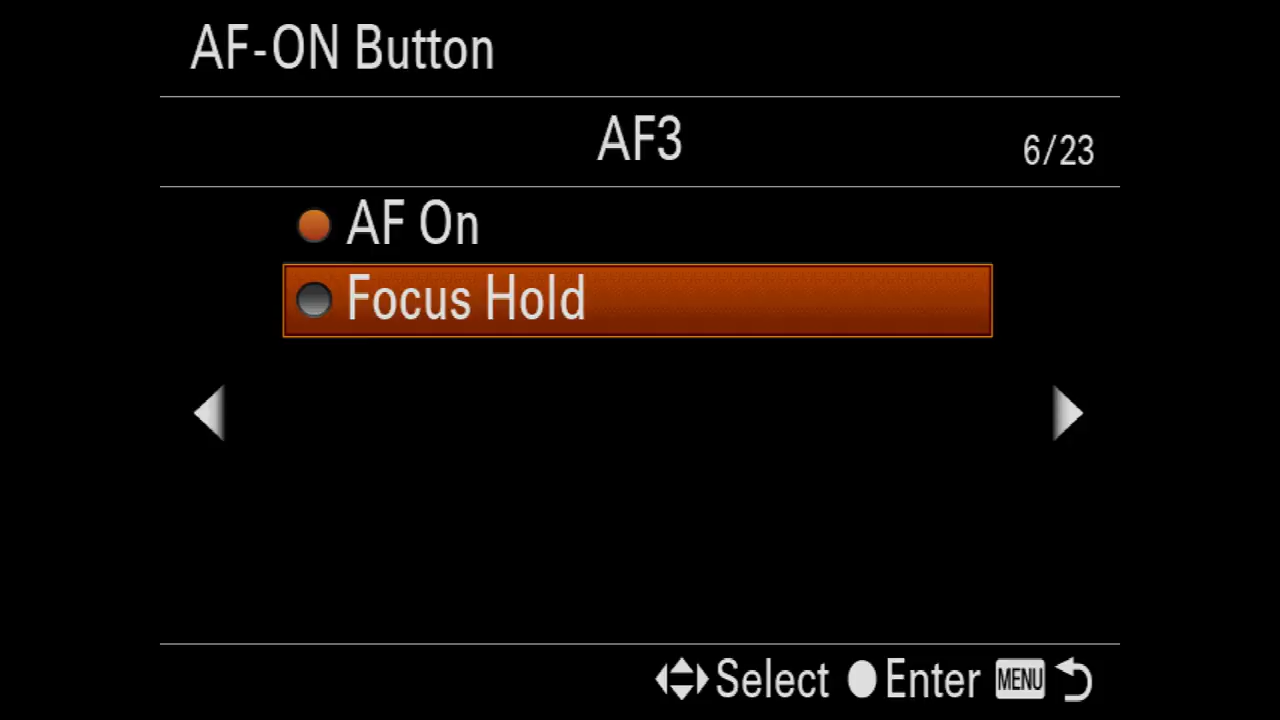 AF-ON Button
AF3
6/23
AF On
Focus Hold
Select Enter MENU